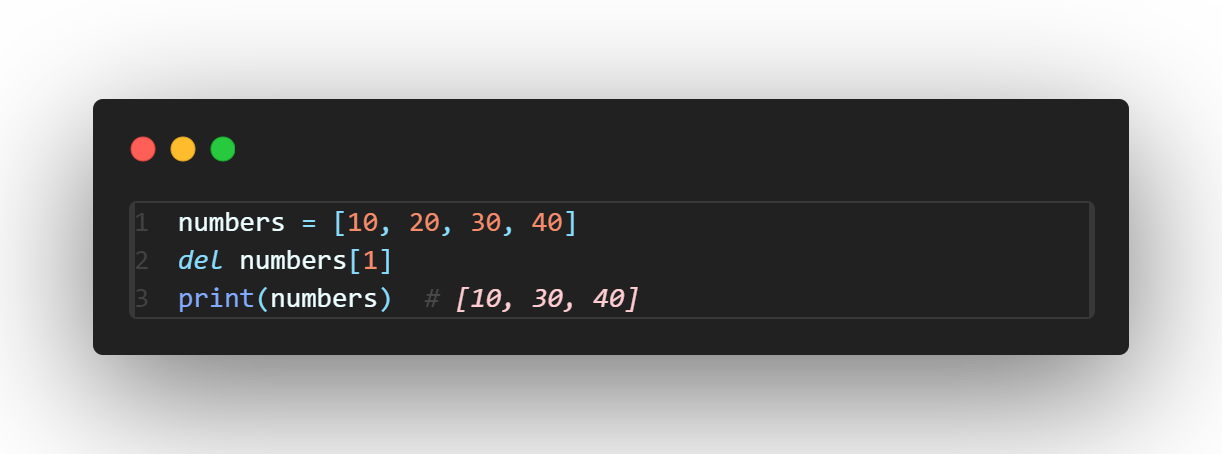 1 numbers = [10, 20, 30, 40]
2 del numbers[1]
3 print(numbers)  # [10, 30, 40]